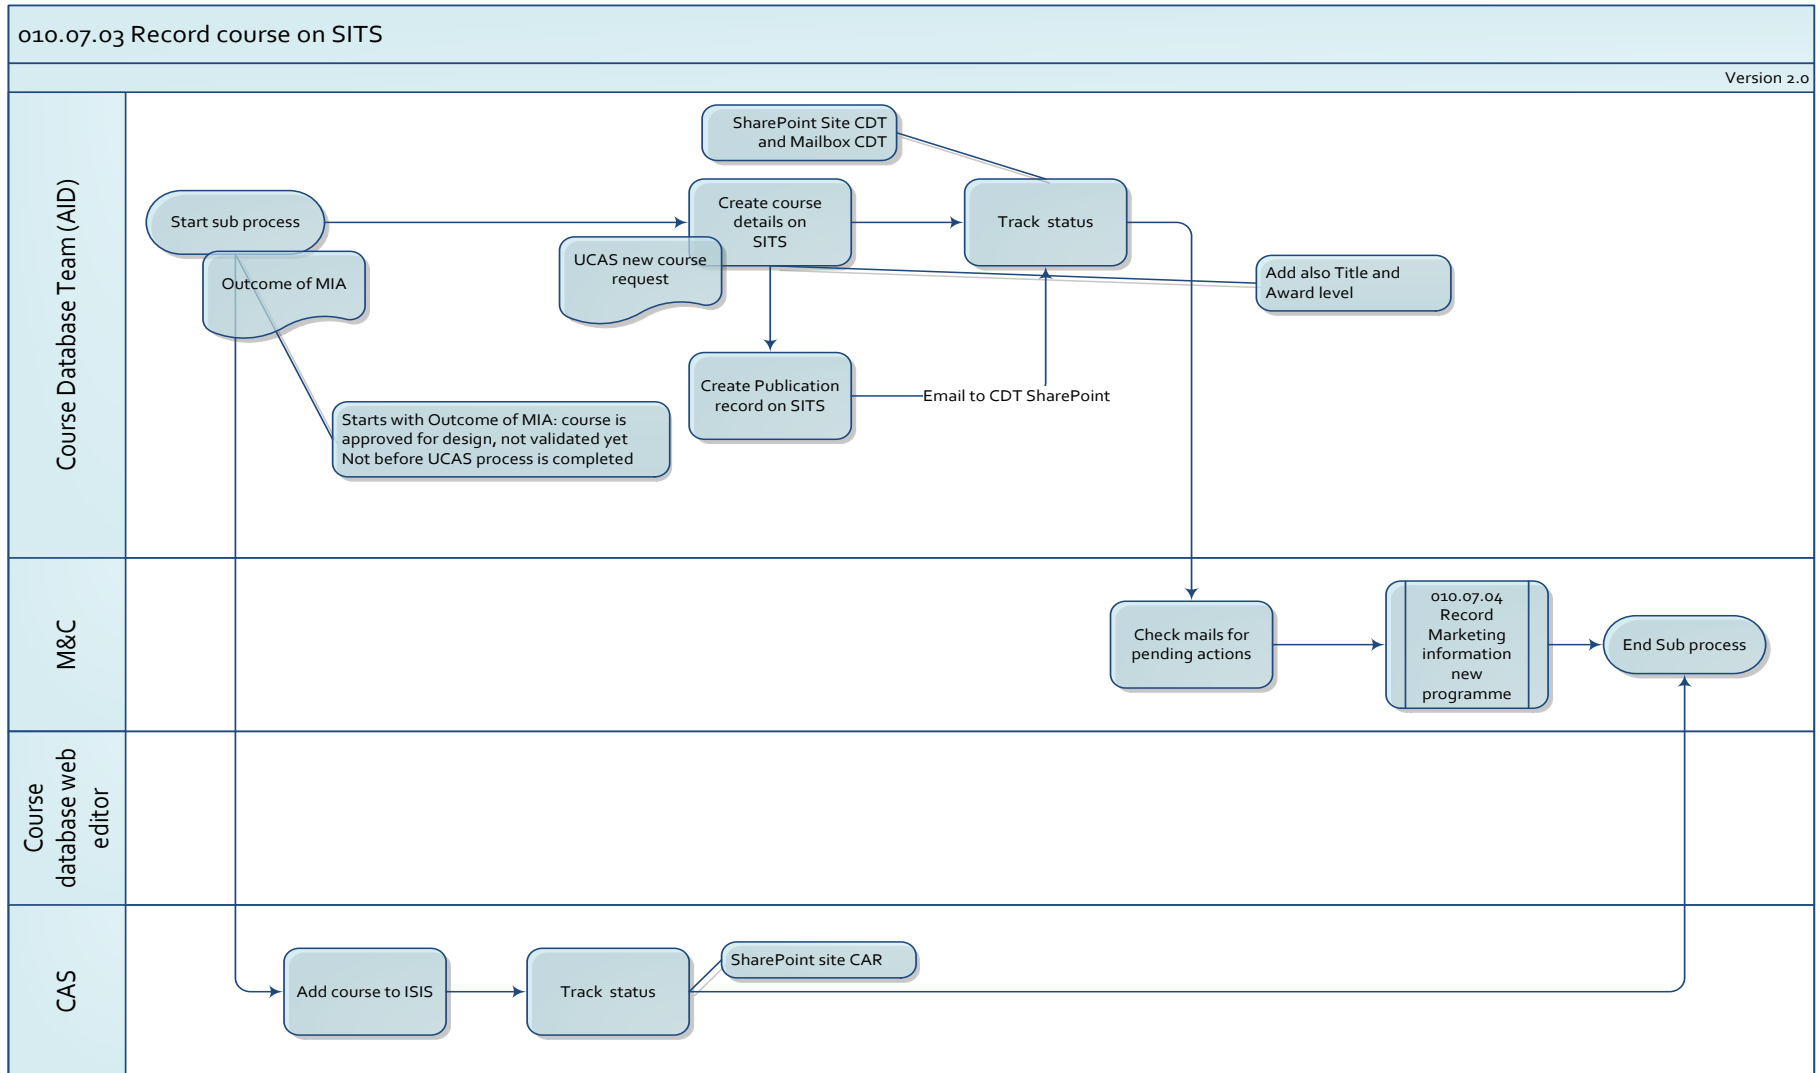 010.07.03 Record course on SITS
Version 2.0
Course Database Team (AID)
SharePoint Site CDT
and Mailbox CDT
Start sub process
Create course
details on
SITS
Track status
Outcome of MIA
UCAS new course
request
Add also Title and
Award level
Create Publication
record on SITS
Email to CDT SharePoint
Starts with Outcome of MIA: course is
approved for design, not validated yet
Not before UCAS process is completed
M&C
Check mails for
pending actions
010.07.04
Record
Marketing
information
new
programme
End Sub process
Course
database web
editor
CAS
Add course to ISIS
Track status
SharePoint site CAR